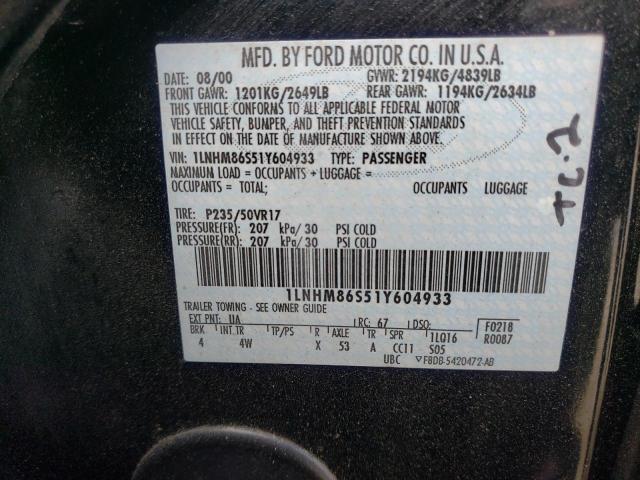 MFD. BY FORD MOTOR CO. IN U.S.A.
DATE: 08/00 GVWR: 2194KG/4839LB
FRONT GAWR: 1201KG/2649LB REAR GAWR: 1194KG/2634LB
THIS VEHICLE CONFORMS TO ALL APPLICABLE FEDERAL MOTOR
VEHICLE SAFETY, BUMPER, AND THEFT PREVENTION STANDARDS
IN EFFECT ON THE DATE OF MANUFACTURE SHOWN ABOVE.
VIN: 1LNHM86S51Y604933 TYPE: PASSENGER
MAXIMUM LOAD = OCCUPANTS + LUGGAGE =
OCCUPANTS = TOTAL; OCCUPANTS LUGGAGE
TIRE: P235/50VR17
PRESSURE(FR) 207 kPa/ 30 PSI COLD
PRESSURE(RR) 207 kPa/ 30 PSI COLD
1LNHM86S51Y604933
TRAILER TOWING - SEE OWNER GUIDE
EXT PNT: UA RC: 67 DSO: F0218
BRK INT.TR TP/PS R AXLE TR SPR 1LQ16 R0087
4 4W X 53 A CC11 S05
UBC ▽F8DB-5420472-AB